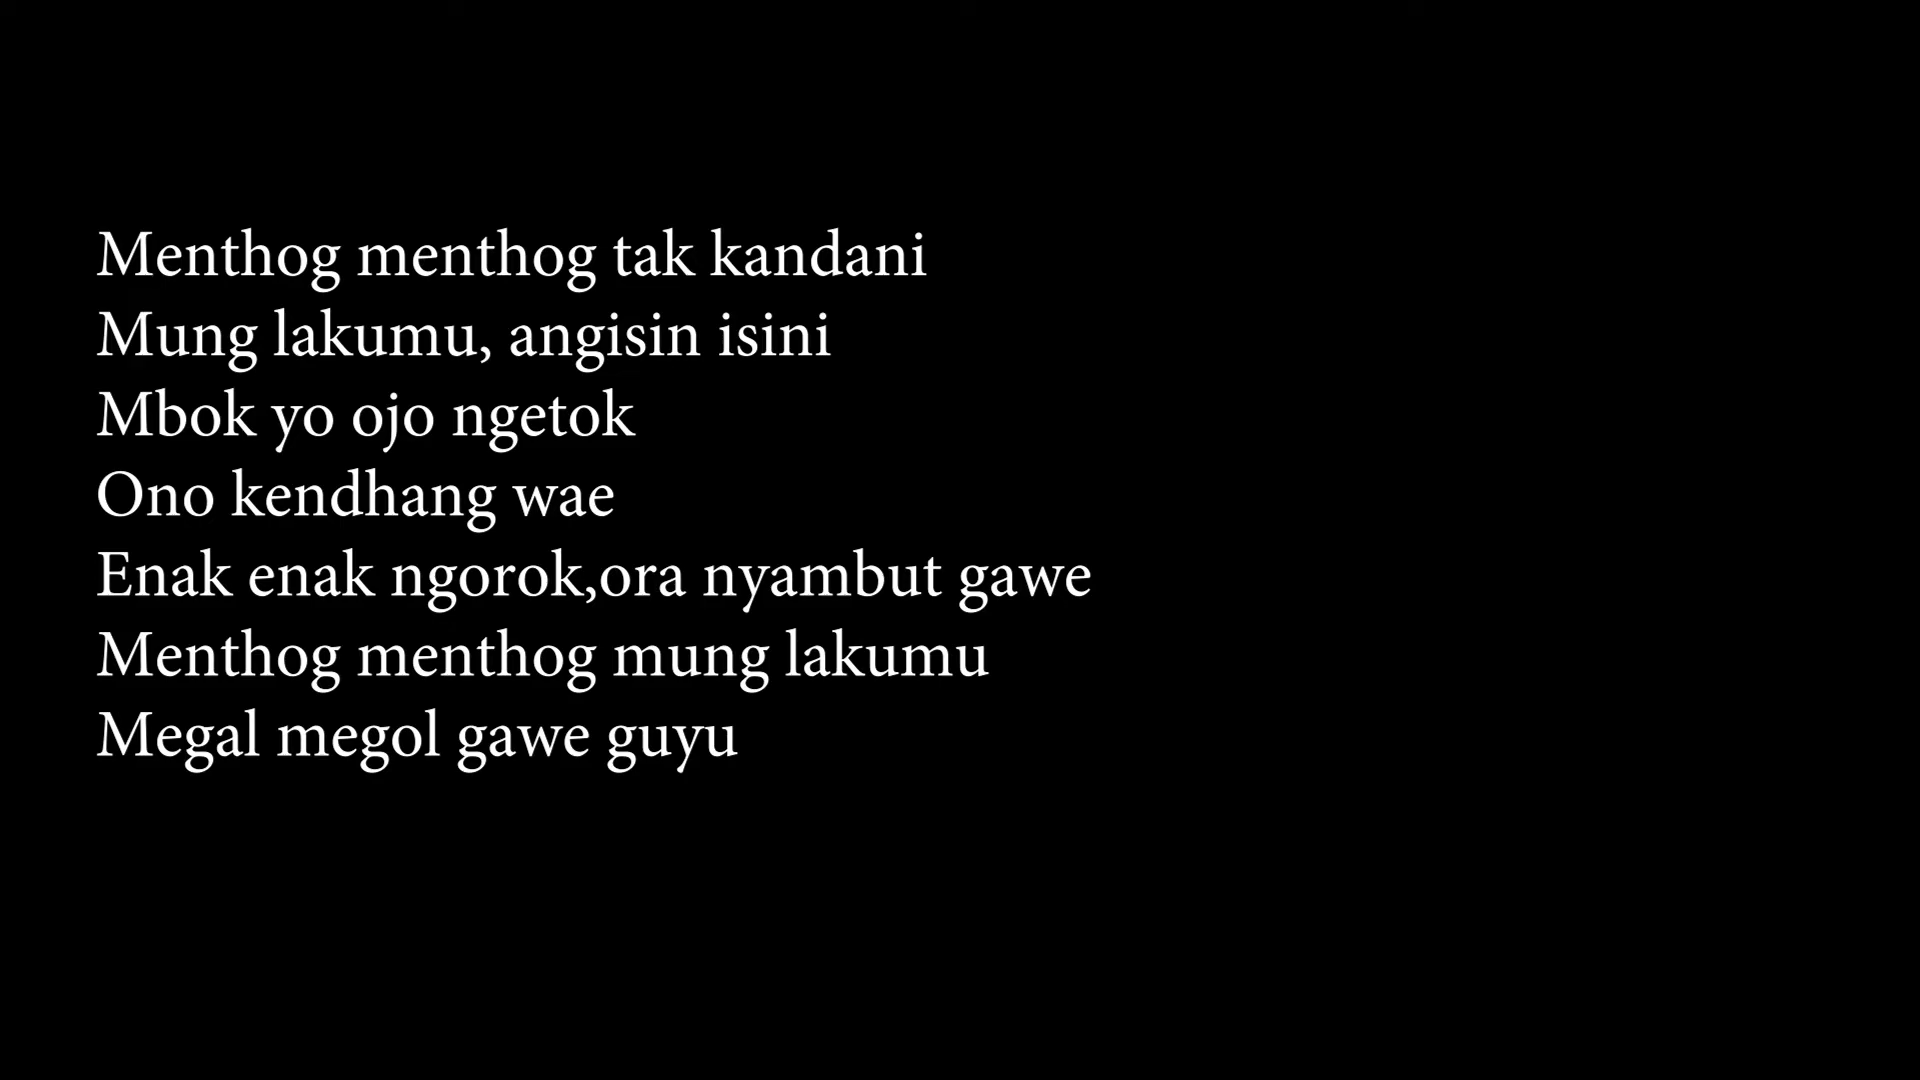 Menthog menthog tak kandani
Mung lakumu, angisin isini
Mbok yo ojo ngetok
Ono kendhang wae
Enak enak ngorok,ora nyambut gawe
Menthog menthog mung lakumu
Megal megol gawe guyu